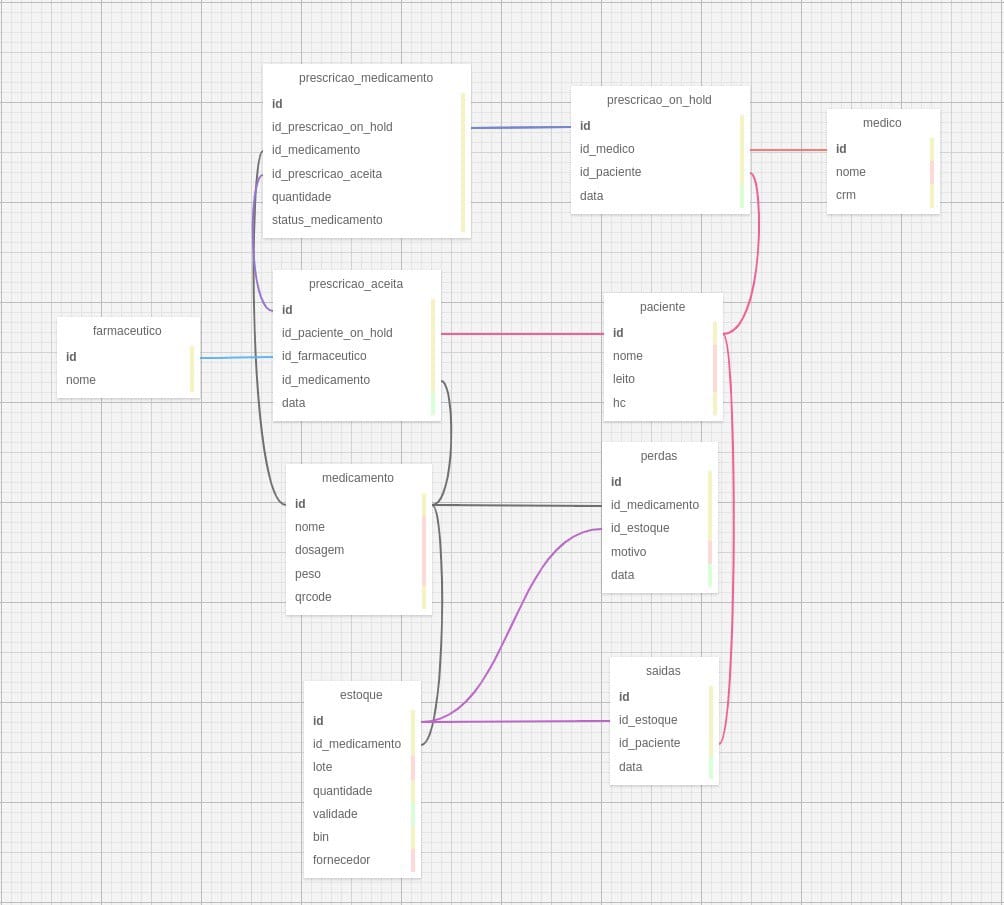 prescricao_medicamento
id
id_prescricao_on_hold
id_medicamento
id_prescricao_aceita
quantidade
status_medicamento
prescricao_on_hold
id
id_medico
id_paciente
data
medico
id
nome
crm
prescricao_aceita
id
id_paciente_on_hold
id_farmaceutico
id_medicamento
data
farmaceutico
id
nome
paciente
id
nome
leito
hc
medicamento
id
nome
dosagem
peso
qrcode
perdas
id
id_medicamento
id_estoque
motivo
data
estoque
id
id_medicamento
lote
quantidade
validade
bin
fornecedor
saidas
id
id_estoque
id_paciente
data